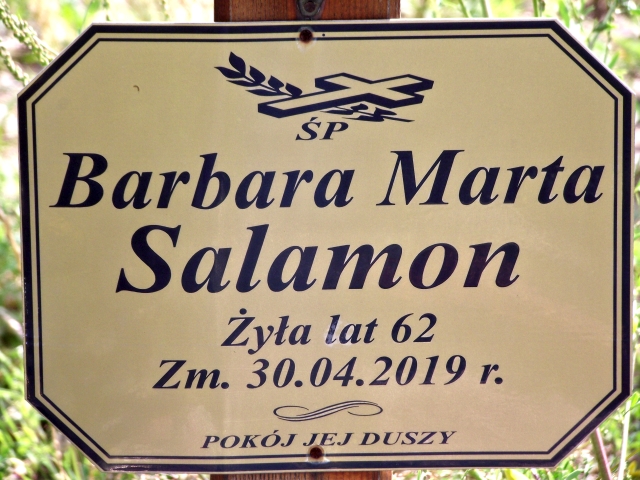 ŚP
Barbara Marta
Salamon
Żyła lat 62
Zm. 30.04.2019 r.
POKÓJ JEJ DUSZY